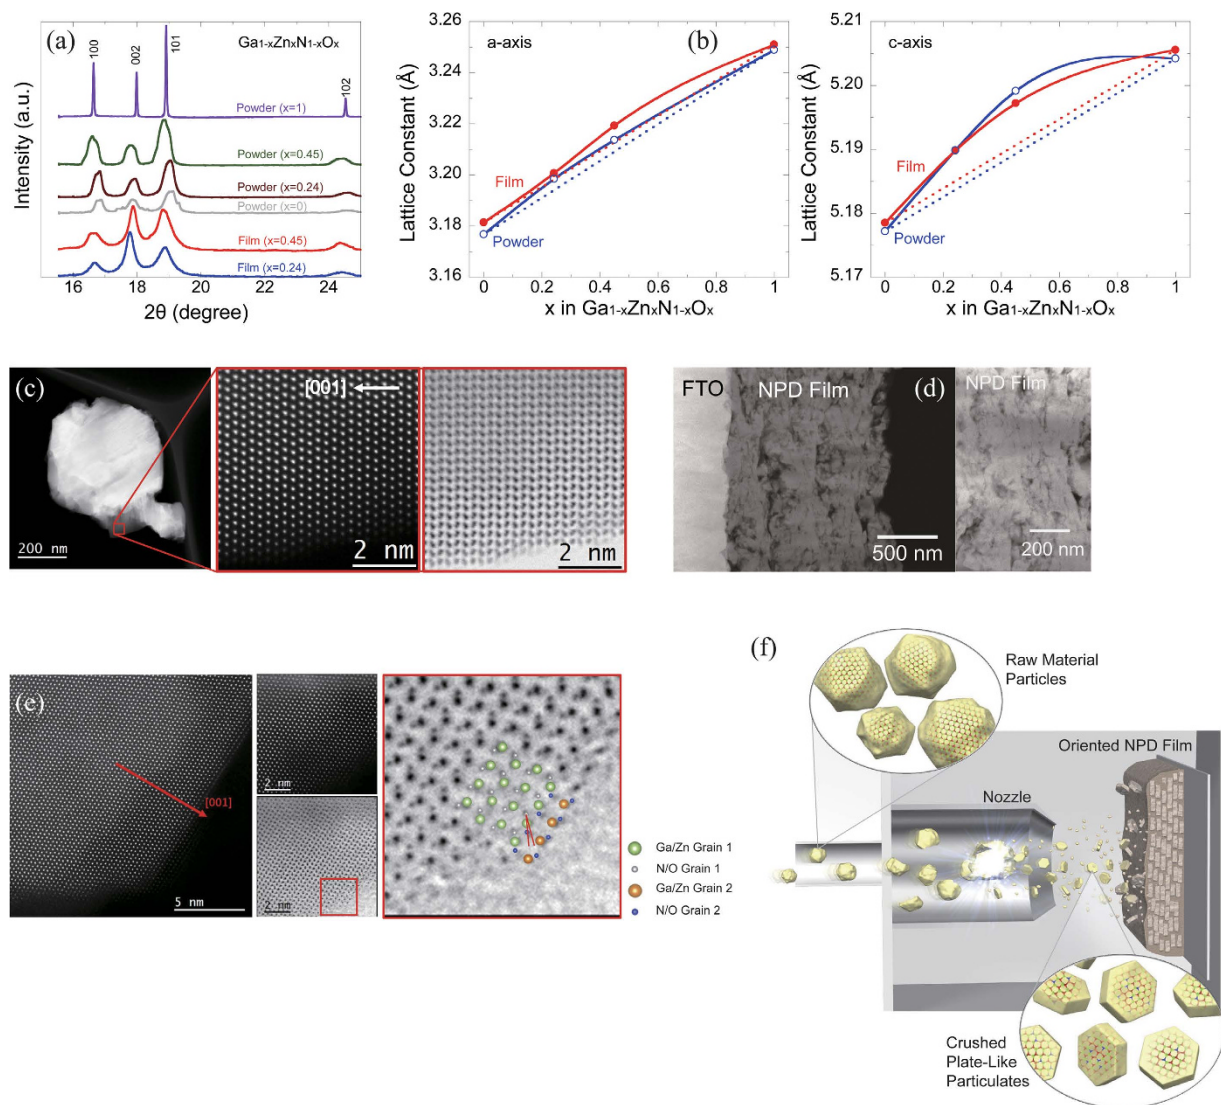 (a)
Ga1-xZnxN1-xOx
100
002
101
102
Powder (x=1)
Powder (x=0.45)
Powder (x=0.24)
Powder (x=0)
Film (x=0.45)
Film (x=0.24)
Intensity (a.u.)
16 18 20 22 24
2θ (degree)
(b)
a-axis
3.26
3.24
3.22
3.20
3.18
3.16
Lattice Constant (Å)
Film
Powder
0 0.2 0.4 0.6 0.8 1
x in Ga1-xZnxN1-xOx
c-axis
5.21
5.20
5.19
5.18
5.17
Lattice Constant (Å)
Film
Powder
0 0.2 0.4 0.6 0.8 1
x in Ga1-xZnxN1-xOx
(c)
200 nm
[001]
2 nm
2 nm
(d)
FTO
NPD Film
500 nm
NPD Film
200 nm
(e)
[001]
5 nm
2 nm
2 nm
Ga/Zn Grain 1
N/O Grain 1
Ga/Zn Grain 2
N/O Grain 2
(f)
Raw Material
Particles
Oriented NPD Film
Nozzle
Crushed
Plate-Like
Particulates